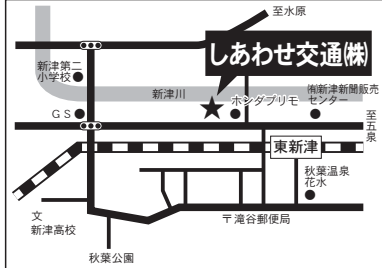 至水原
しあわせ交通㈱
新津第二
小学校
新津川
㈲新津新聞販売
センター
ホンダプリモ
GS
至五泉
東新津
秋葉温泉
花水
文
新津高校
〒滝谷郵便局
秋葉公園